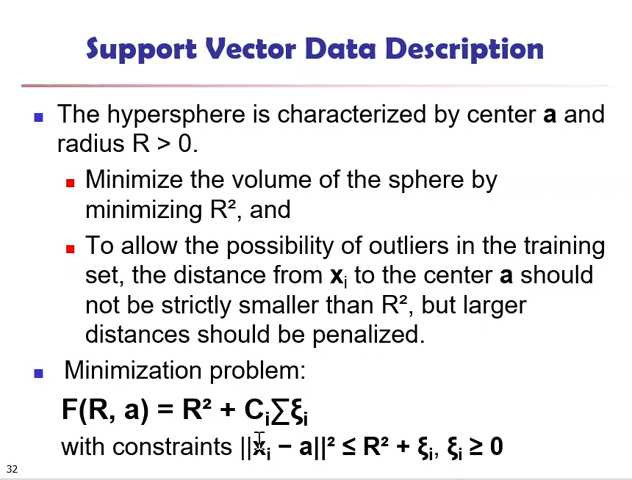 Support Vector Data Description
The hypersphere is characterized by center a and
radius R > 0.
Minimize the volume of the sphere by
minimizing R², and
To allow the possibility of outliers in the training
set, the distance from xᵢ to the center a should
not be strictly smaller than R², but larger
distances should be penalized.
Minimization problem:
F(R, a) = R² + Cᵢ∑ξᵢ
with constraints ||xᵢ − a||² ≤ R² + ξᵢ, ξᵢ ≥ 0
32